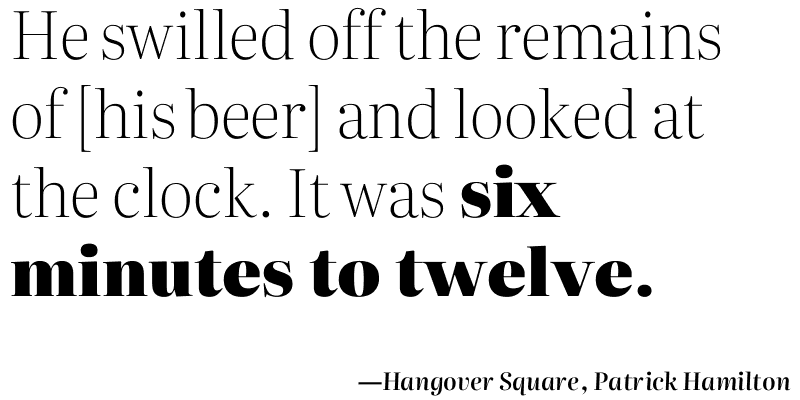 He swilled off the remains
of [his beer] and looked at
the clock. It was six
minutes to twelve.
—Hangover Square, Patrick Hamilton